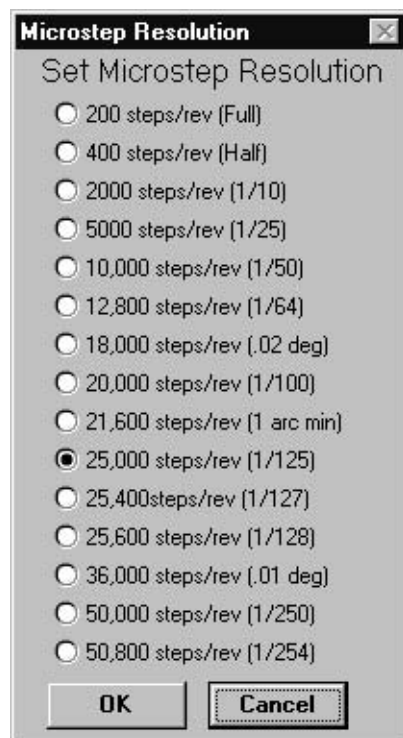 Microstep Resolution
Set Microstep Resolution
200 steps/rev (Full)
400 steps/rev (Half)
2000 steps/rev (1/10)
5000 steps/rev (1/25)
10,000 steps/rev (1/50)
12,800 steps/rev (1/64)
18,000 steps/rev (.02 deg)
20,000 steps/rev (1/100)
21,600 steps/rev (1 arc min)
25,000 steps/rev (1/125)
25,400steps/rev (1/127)
25,600 steps/rev (1/128)
36,000 steps/rev (.01 deg)
50,000 steps/rev (1/250)
50,800 steps/rev (1/254)
OK Cancel